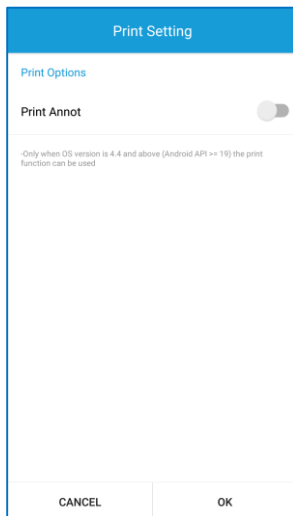 Print Setting
Print Options
Print Annot
-Only when OS version is 4.4 and above (Android API >= 19) the print
function can be used
CANCEL OK